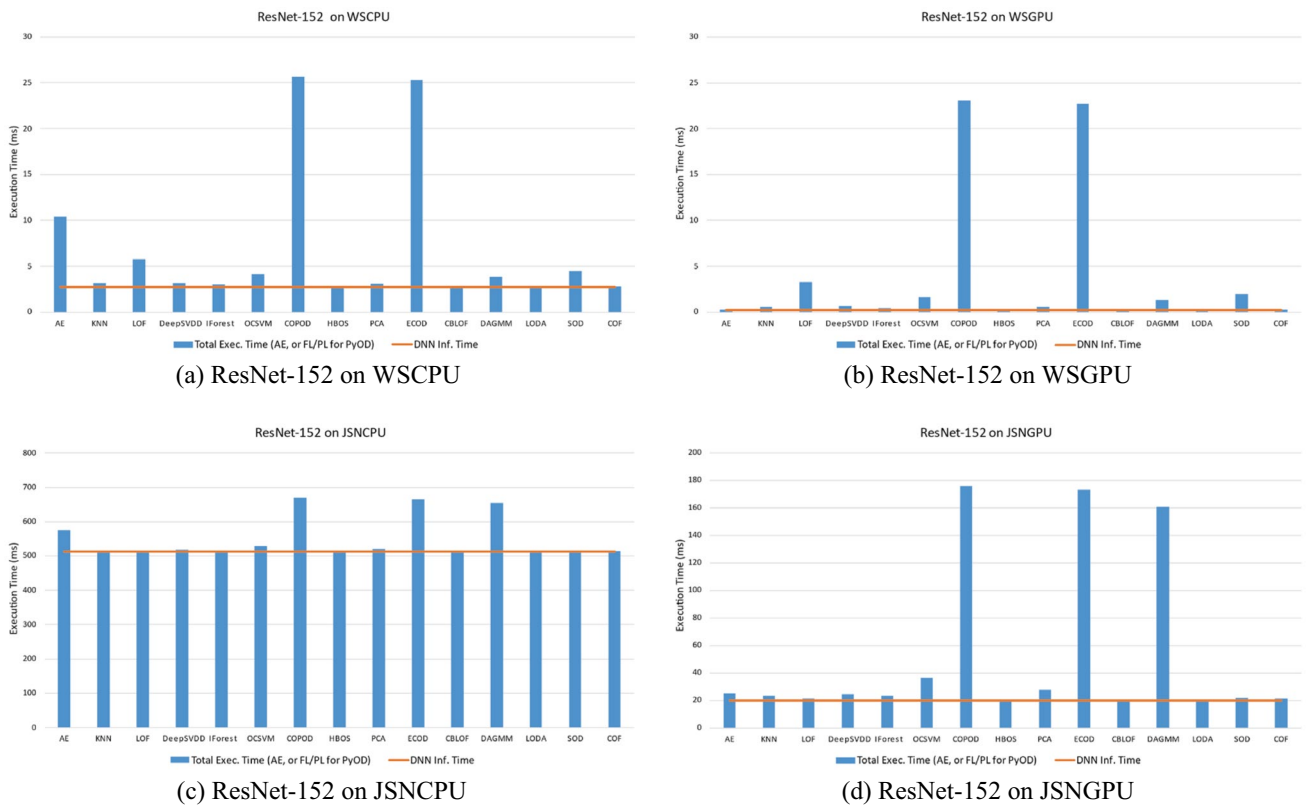 ResNet-152 on WSCPU
30
25
20
15
10
5
0
Execution Time (ms)
AE KNN LOF DeepSVDD IForest OCSVM COPOD HBOS PCA ECOD CBLOF DAGMM LODA SOD COF
Total Exec. Time (AE, or FL/PL for PyOD) DNN Inf. Time
(a) ResNet-152 on WSCPU
ResNet-152 on WSGPU
30
25
20
15
10
5
0
Execution Time (ms)
AE KNN LOF DeepSVDD IForest OCSVM COPOD HBOS PCA ECOD CBLOF DAGMM LODA SOD COF
Total Exec. Time (AE, or FL/PL for PyOD) DNN Inf. Time
(b) ResNet-152 on WSGPU
ResNet-152 on JSNCPU
800
700
600
500
400
300
200
100
0
Execution Time (ms)
AE KNN LOF DeepSVDD IForest OCSVM COPOD HBOS PCA ECOD CBLOF DAGMM LODA SOD COF
Total Exec. Time (AE, or FL/PL for PyOD) DNN Inf. Time
(c) ResNet-152 on JSNCPU
ResNet-152 on JSNGPU
200
180
160
140
120
100
80
60
40
20
0
Execution Time (ms)
AE KNN LOF DeepSVDD IForest OCSVM COPOD HBOS PCA ECOD CBLOF DAGMM LODA SOD COF
Total Exec. Time (AE, or FL/PL for PyOD) DNN Inf. Time
(d) ResNet-152 on JSNGPU